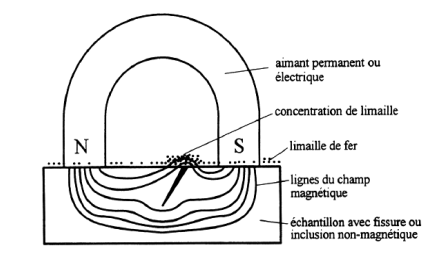 aimant permanent ou
électrique
concentration de limaille
N
S
limaille de fer
lignes du champ
magnétique
échantillon avec fissure ou
inclusion non-magnétique